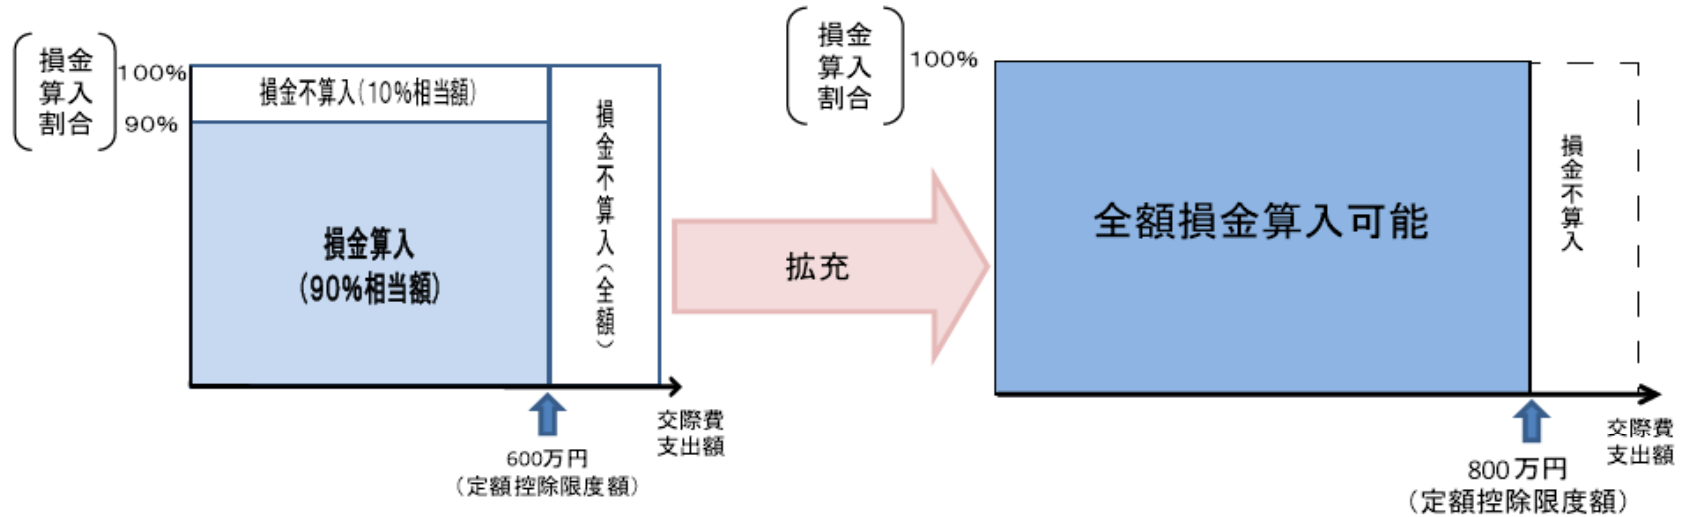 損金
算入
割合
100%
90%
損金不算入(10%相当額)
損金算入
(90%相当額)
損金不算入(全額)
600万円
(定額控除限度額)
交際費
支出額
拡充
損金
算入
割合
100%
全額損金算入可能
損金不算入
800万円
(定額控除限度額)
交際費
支出額